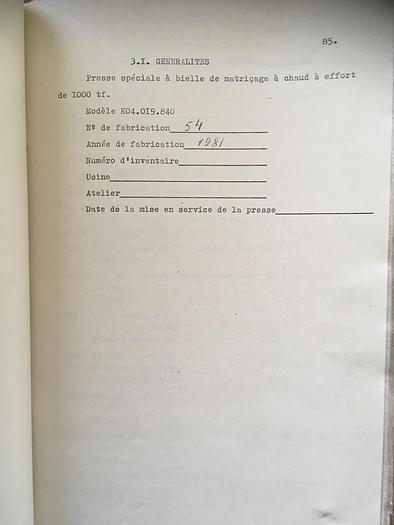 85.
3.I. GENERALITES
Presse spéciale à bielle de matriçage à chaud à effort
de I000 tf.
Modèle K04.0I9.840
Nº de fabrication 54
Année de fabrication 1981
Numéro d'inventaire
Usine
Atelier
Date de la mise en service de la presse